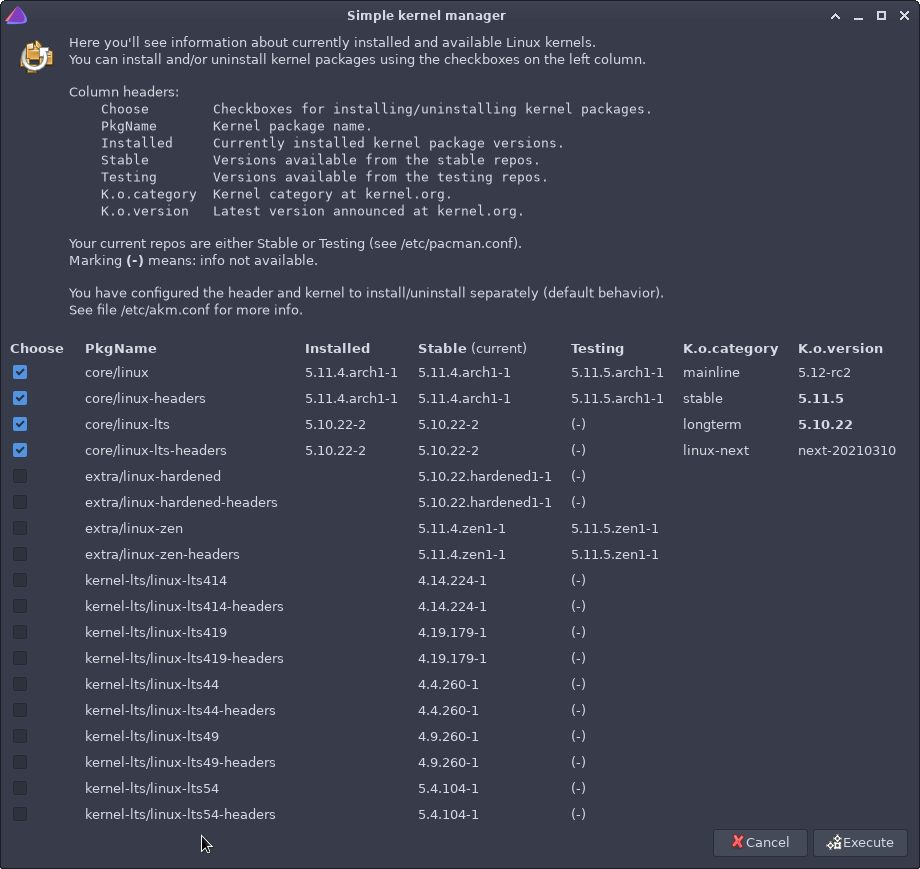 Simple kernel manager
Here you'll see information about currently installed and available Linux kernels.
You can install and/or uninstall kernel packages using the checkboxes on the left column.
Column headers:
Choose Checkboxes for installing/uninstalling kernel packages.
PkgName Kernel package name.
Installed Currently installed kernel package versions.
Stable Versions available from the stable repos.
Testing Versions available from the testing repos.
K.o.category Kernel category at kernel.org.
K.o.version Latest version announced at kernel.org.
Your current repos are either Stable or Testing (see /etc/pacman.conf).
Marking (-) means: info not available.
You have configured the header and kernel to install/uninstall separately (default behavior).
See file /etc/akm.conf for more info.
Choose PkgName Installed Stable (current) Testing K.o.category K.o.version
core/linux 5.11.4.arch1-1 5.11.4.arch1-1 5.11.5.arch1-1 mainline 5.12-rc2
core/linux-headers 5.11.4.arch1-1 5.11.4.arch1-1 5.11.5.arch1-1 stable 5.11.5
core/linux-lts 5.10.22-2 5.10.22-2 (-) longterm 5.10.22
core/linux-lts-headers 5.10.22-2 5.10.22-2 (-) linux-next next-20210310
extra/linux-hardened 5.10.22.hardened1-1 (-)
extra/linux-hardened-headers 5.10.22.hardened1-1 (-)
extra/linux-zen 5.11.4.zen1-1 5.11.5.zen1-1
extra/linux-zen-headers 5.11.4.zen1-1 5.11.5.zen1-1
kernel-lts/linux-lts414 4.14.224-1 (-)
kernel-lts/linux-lts414-headers 4.14.224-1 (-)
kernel-lts/linux-lts419 4.19.179-1 (-)
kernel-lts/linux-lts419-headers 4.19.179-1 (-)
kernel-lts/linux-lts44 4.4.260-1 (-)
kernel-lts/linux-lts44-headers 4.4.260-1 (-)
kernel-lts/linux-lts49 4.9.260-1 (-)
kernel-lts/linux-lts49-headers 4.9.260-1 (-)
kernel-lts/linux-lts54 5.4.104-1 (-)
kernel-lts/linux-lts54-headers 5.4.104-1 (-)
Cancel Execute